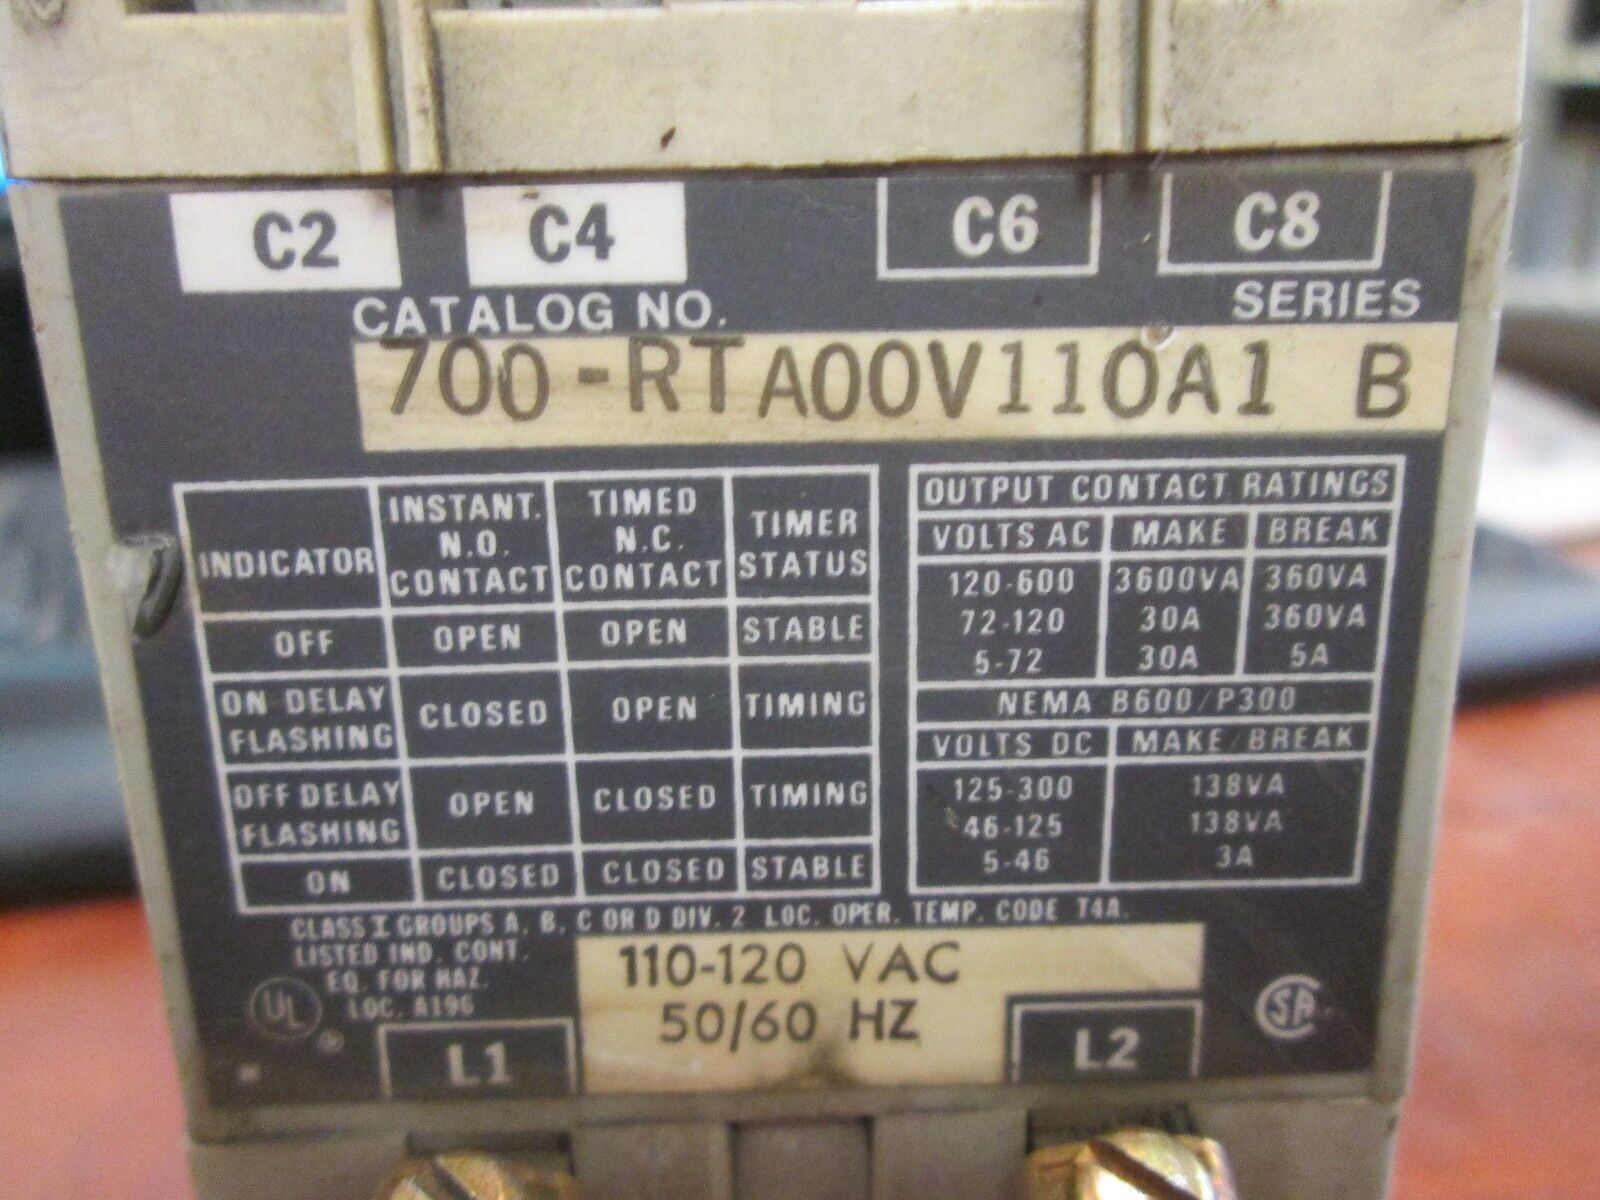 C2 C4 C6 C8
CATALOG NO. SERIES
700-RTA00V110A1 B
INDICATOR INSTANT. N.O. CONTACT TIMED N.C. CONTACT TIMER STATUS
OFF OPEN OPEN STABLE
ON DELAY FLASHING CLOSED OPEN TIMING
OFF DELAY FLASHING OPEN CLOSED TIMING
ON CLOSED CLOSED STABLE
OUTPUT CONTACT RATINGS
VOLTS AC MAKE BREAK
120-600 3600VA 360VA
72-120 30A 360VA
5-72 30A 5A
NEMA B600/P300
VOLTS DC MAKE/BREAK
125-300 138VA
46-125 138VA
5-46 3A
CLASS I GROUPS A, B, C OR D DIV. 2 LOC. OPER. TEMP. CODE T4A.
LISTED IND. CONT.
EQ. FOR HAZ.
LOC. A196
UL ®
110-120 VAC
50/60 HZ
L1 L2
CSA